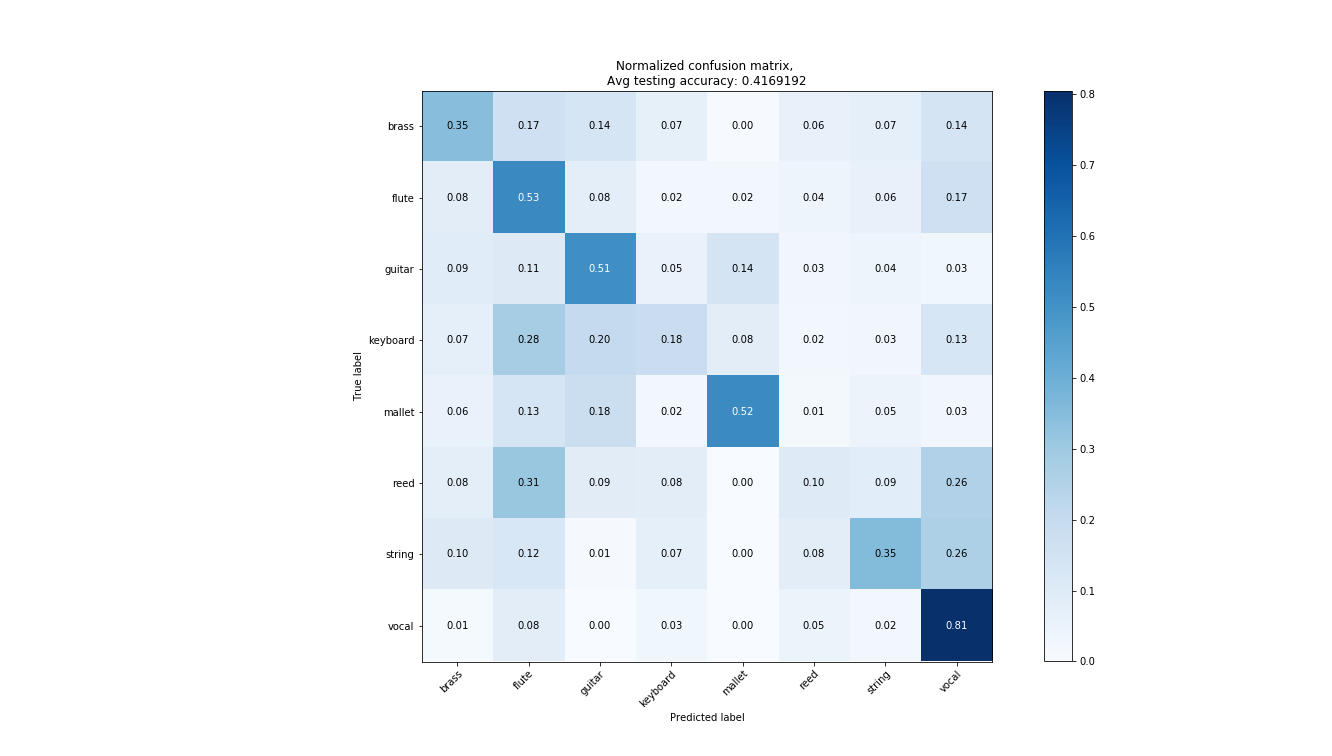 Normalized confusion matrix,
Avg testing accuracy: 0.4169192
True label
brass 0.35 0.17 0.14 0.07 0.00 0.06 0.07 0.14
flute 0.08 0.53 0.08 0.02 0.02 0.04 0.06 0.17
guitar 0.09 0.11 0.51 0.05 0.14 0.03 0.04 0.03
keyboard 0.07 0.28 0.20 0.18 0.08 0.02 0.03 0.13
mallet 0.06 0.13 0.18 0.02 0.52 0.01 0.05 0.03
reed 0.08 0.31 0.09 0.08 0.00 0.10 0.09 0.26
string 0.10 0.12 0.01 0.07 0.00 0.08 0.35 0.26
vocal 0.01 0.08 0.00 0.03 0.00 0.05 0.02 0.81
brass flute guitar keyboard mallet reed string vocal
Predicted label
0.8
0.7
0.6
0.5
0.4
0.3
0.2
0.1
0.0